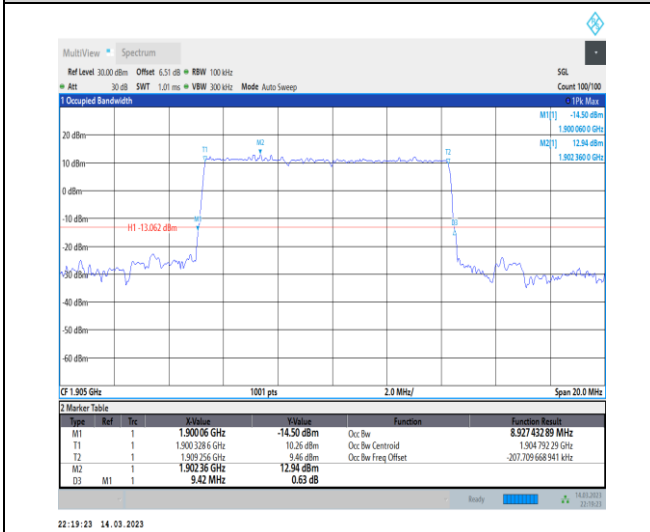 MultiView Spectrum
Ref Level 30.00 dBm Offset 6.51 dB RBW 100 kHz SGL
Att 30 dB SWT 1.01 ms VBW 300 kHz Mode Auto Sweep Count 100/100
1 Occupied Bandwidth 1Pk Max
M1[1] -14.50 dBm
1.900 060 0 GHz
M2[1] 12.94 dBm
1.902 360 0 GHz
20 dBm
T1 M2 T2
10 dBm
0 dBm
-10 dBm
H1 -13.062 dBm M1 D3
-20 dBm
-30 dBm
-40 dBm
-50 dBm
-60 dBm
CF 1.905 GHz 1001 pts 2.0 MHz/ Span 20.0 MHz
2 Marker Table
Type Ref Trc X-Value Y-Value Function Function Result
M1 1 1.900 06 GHz -14.50 dBm Occ Bw 8.927 432 89 MHz
T1 1 1.900 328 6 GHz 10.26 dBm Occ Bw Centroid 1.904 792 29 GHz
T2 1 1.909 256 GHz 9.46 dBm Occ Bw Freq Offset -207.709 668 941 kHz
M2 1 1.902 36 GHz 12.94 dBm
D3 M1 1 9.42 MHz 0.63 dB
Ready 14.03.2023
22:19:23
22:19:23 14.03.2023